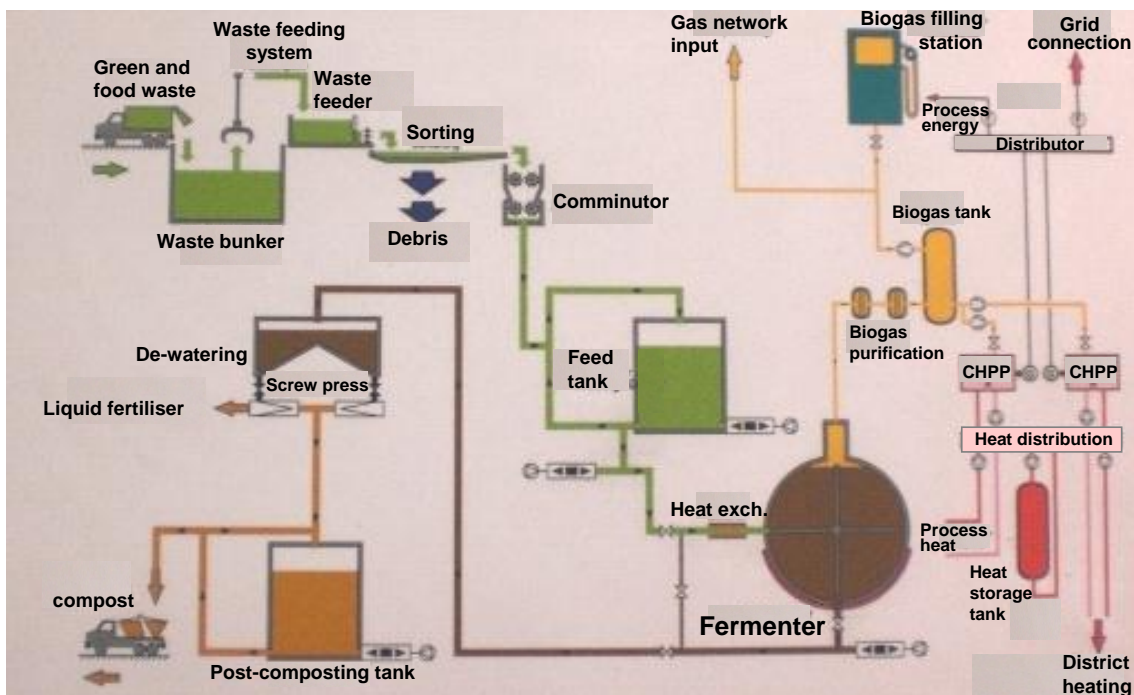 Waste feeding
system
Gas network
input
Biogas filling
station
Grid
connection
Green and
food waste
Waste
feeder
Sorting
Process
energy
Distributor
Comminutor
Waste bunker
Debris
Biogas tank
De-watering
Screw press
Feed
tank
Biogas
purification
CHPP
CHPP
Liquid fertiliser
Heat distribution
Heat exch.
Process
heat
Heat
storage
tank
compost
Fermenter
Post-composting tank
District
heating